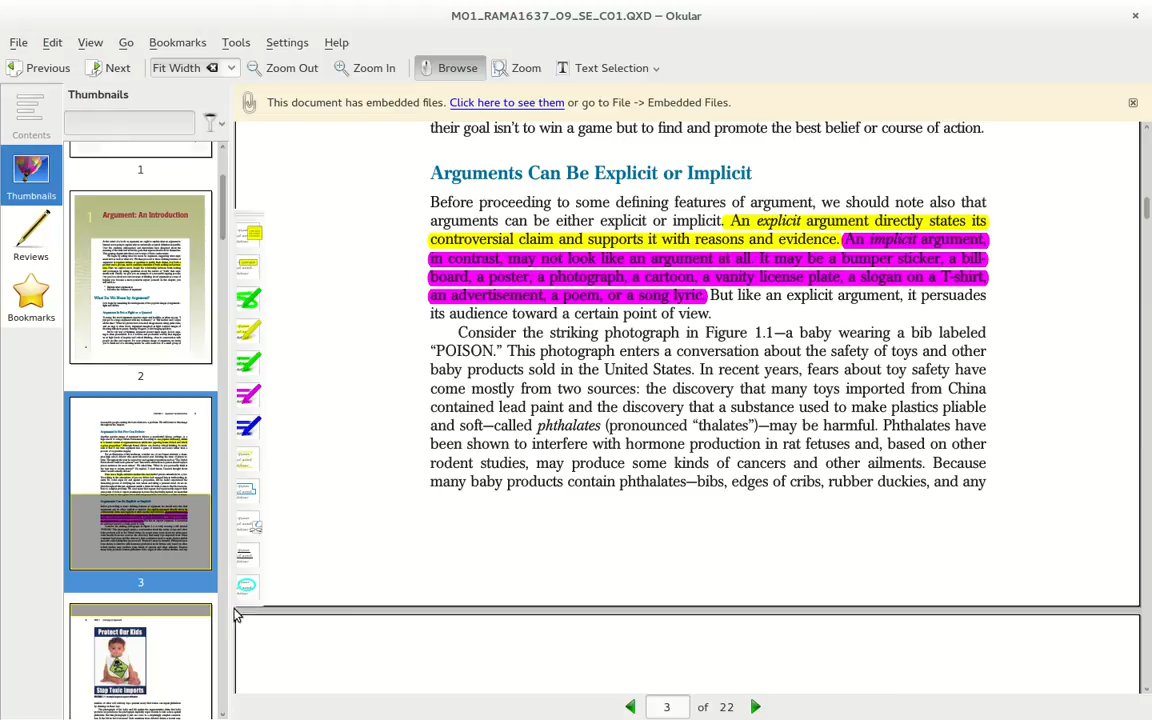 M01_RAMA1637_09_SE_C01.QXD — Okular
File Edit View Go Bookmarks Tools Settings Help
Previous Next Fit Width Zoom Out Zoom In Browse Zoom Text Selection
Contents
Thumbnails
Reviews
Bookmarks
Thumbnails
1
1 Argument: An Introduction
2
3
Protect Our Kids
Stop Toxic Imports
This document has embedded files. Click here to see them or go to File -> Embedded Files.
their goal isn't to win a game but to find and promote the best belief or course of action.
Arguments Can Be Explicit or Implicit
Before proceeding to some defining features of argument, we should note also that
arguments can be either explicit or implicit. An explicit argument directly states its
controversial claim and supports it with reasons and evidence. An implicit argument,
in contrast, may not look like an argument at all. It may be a bumper sticker, a bill-
board, a poster, a photograph, a cartoon, a vanity license plate, a slogan on a T-shirt,
an advertisement, a poem, or a song lyric. But like an explicit argument, it persuades
its audience toward a certain point of view.
Consider the striking photograph in Figure 1.1—a baby wearing a bib labeled
“POISON.” This photograph enters a conversation about the safety of toys and other
baby products sold in the United States. In recent years, fears about toy safety have
come mostly from two sources: the discovery that many toys imported from China
contained lead paint and the discovery that a substance used to make plastics pliable
and soft—called phthalates (pronounced “thalates”)—may be harmful. Phthalates have
been shown to interfere with hormone production in rat fetuses and, based on other
rodent studies, may produce some kinds of cancers and other ailments. Because
many baby products contain phthalates—bibs, edges of cribs, rubber duckies, and any
3 of 22